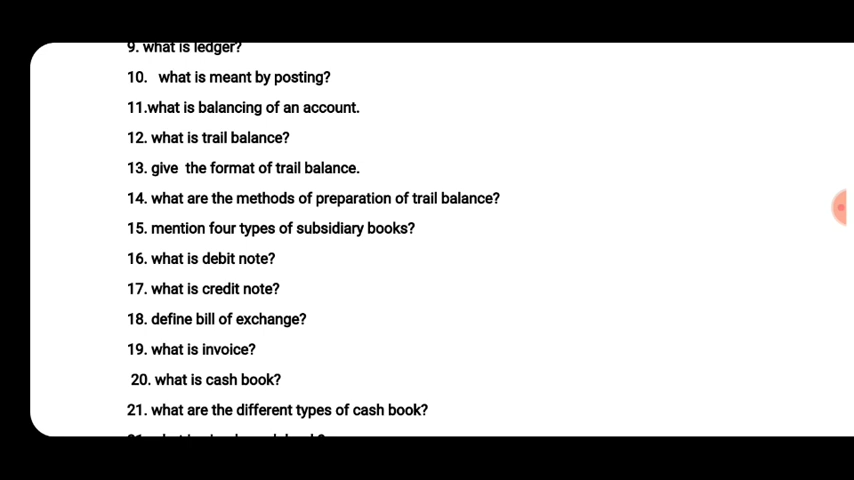 9. what is ledger?
10. what is meant by posting?
11.what is balancing of an account.
12. what is trail balance?
13. give the format of trail balance.
14. what are the methods of preparation of trail balance?
15. mention four types of subsidiary books?
16. what is debit note?
17. what is credit note?
18. define bill of exchange?
19. what is invoice?
20. what is cash book?
21. what are the different types of cash book?